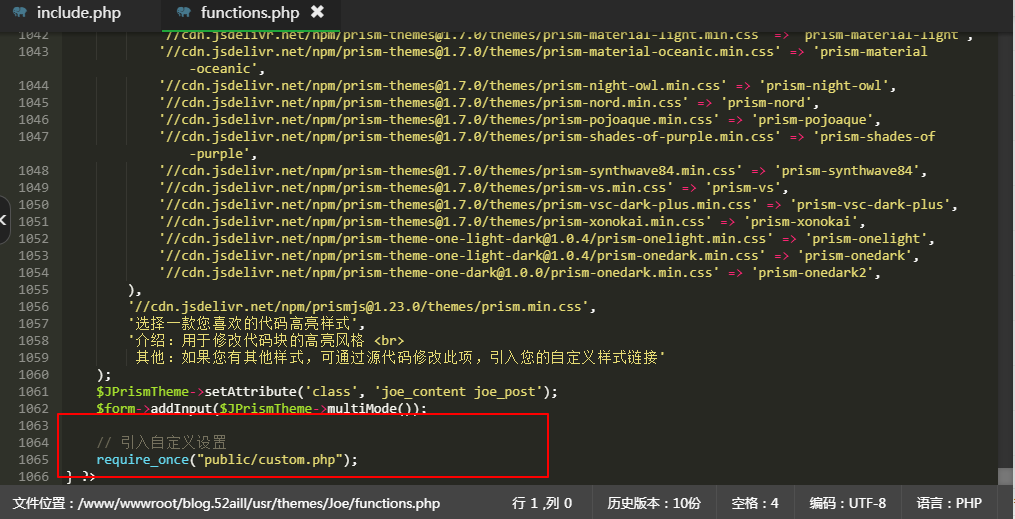 include.php functions.php
1042 '//cdn.jsdelivr.net/npm/prism-themes@1.7.0/themes/prism-material-light.min.css' => 'prism-material-light',
1043 '//cdn.jsdelivr.net/npm/prism-themes@1.7.0/themes/prism-material-oceanic.min.css' => 'prism-material
-oceanic',
1044 '//cdn.jsdelivr.net/npm/prism-themes@1.7.0/themes/prism-night-owl.min.css' => 'prism-night-owl',
1045 '//cdn.jsdelivr.net/npm/prism-themes@1.7.0/themes/prism-nord.min.css' => 'prism-nord',
1046 '//cdn.jsdelivr.net/npm/prism-themes@1.7.0/themes/prism-pojoaque.min.css' => 'prism-pojoaque',
1047 '//cdn.jsdelivr.net/npm/prism-themes@1.7.0/themes/prism-shades-of-purple.min.css' => 'prism-shades-of
-purple',
1048 '//cdn.jsdelivr.net/npm/prism-themes@1.7.0/themes/prism-synthwave84.min.css' => 'prism-synthwave84',
1049 '//cdn.jsdelivr.net/npm/prism-themes@1.7.0/themes/prism-vs.min.css' => 'prism-vs',
1050 '//cdn.jsdelivr.net/npm/prism-themes@1.7.0/themes/prism-vsc-dark-plus.min.css' => 'prism-vsc-dark-plus',
1051 '//cdn.jsdelivr.net/npm/prism-themes@1.7.0/themes/prism-xonokai.min.css' => 'prism-xonokai',
1052 '//cdn.jsdelivr.net/npm/prism-theme-one-light-dark@1.0.4/prism-onelight.min.css' => 'prism-onelight',
1053 '//cdn.jsdelivr.net/npm/prism-theme-one-light-dark@1.0.4/prism-onedark.min.css' => 'prism-onedark',
1054 '//cdn.jsdelivr.net/npm/prism-theme-one-dark@1.0.0/prism-onedark.min.css' => 'prism-onedark2',
1055 ),
1056 '//cdn.jsdelivr.net/npm/prismjs@1.23.0/themes/prism.min.css',
1057 '选择一款您喜欢的代码高亮样式',
1058 '介绍：用于修改代码块的高亮风格 <br>
1059 其他：如果您有其他样式，可通过源代码修改此项，引入您的自定义样式链接'
1060 );
1061 $JPrismTheme->setAttribute('class', 'joe_content joe_post');
1062 $form->addInput($JPrismTheme->multiMode());
1063
1064 // 引入自定义设置
1065 require_once("public/custom.php");
1066 } ?>
文件位置：/www/wwwroot/blog.52aill/usr/themes/Joe/functions.php 行 1 ,列 0 历史版本：10份 空格：4 编码：UTF-8 语言：PHP